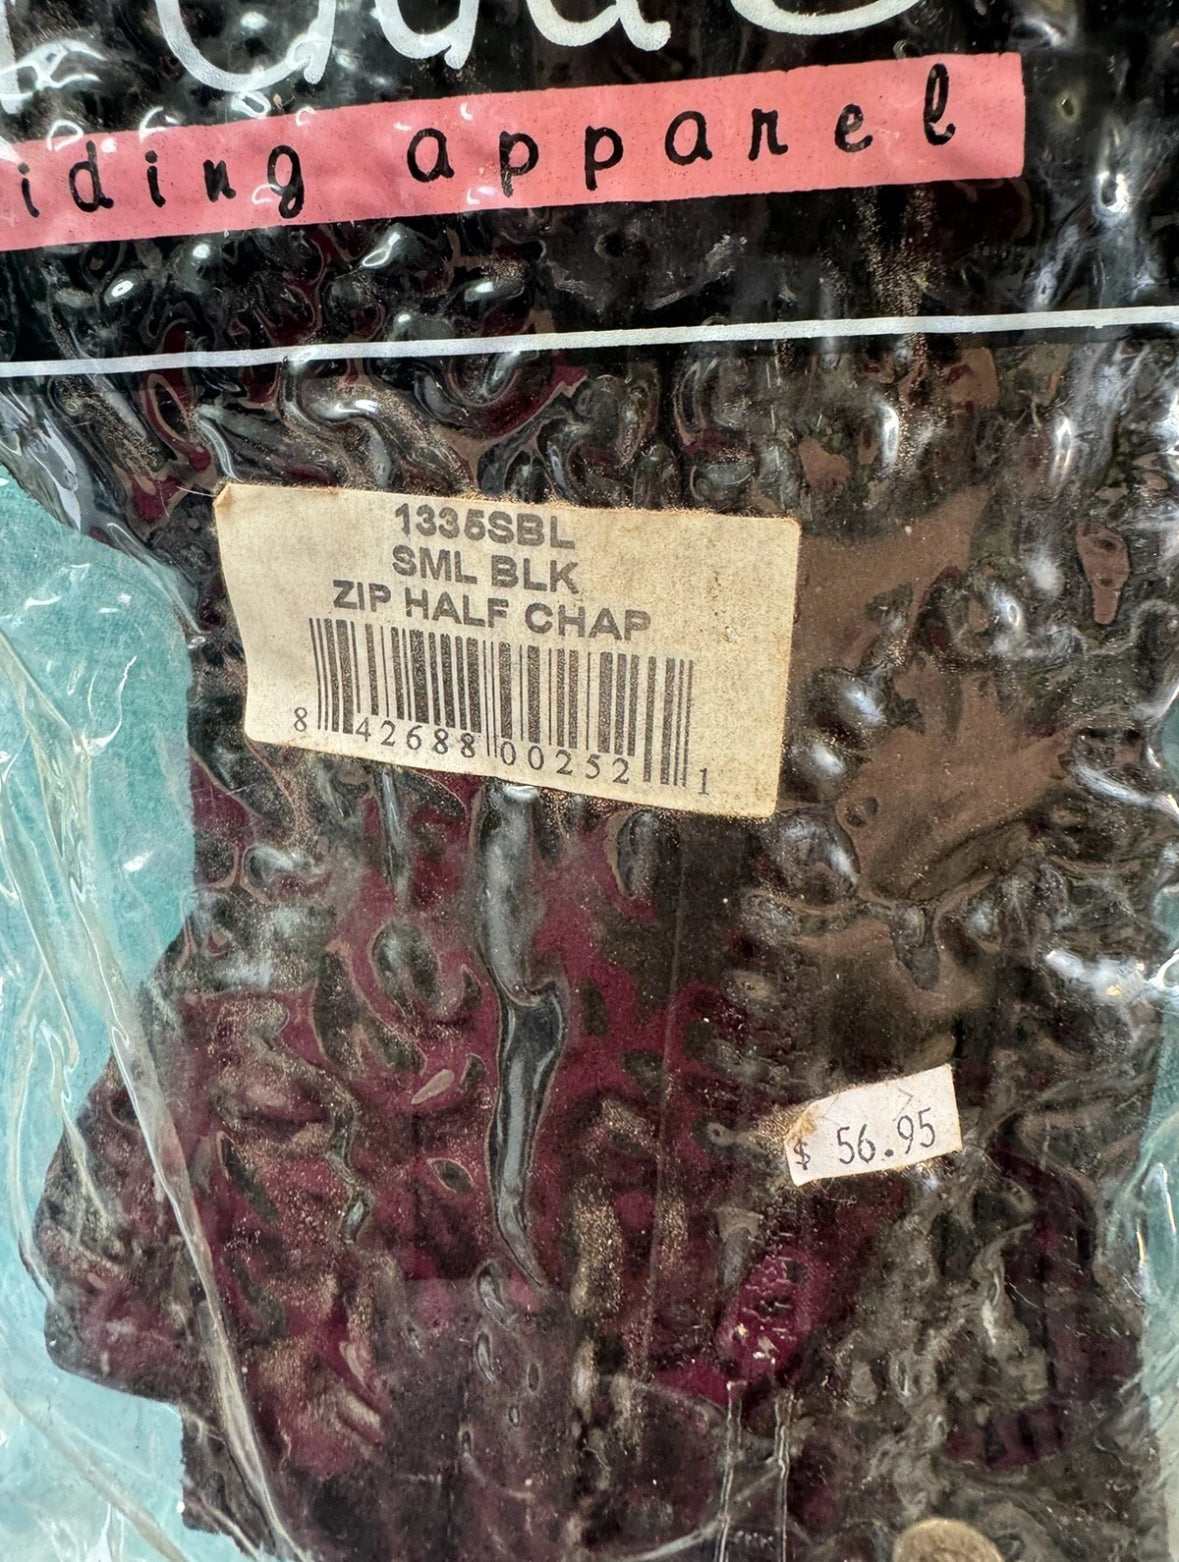 iding apparel
1335SBL
SML BLK
ZIP HALF CHAP
8 42688 00252 1
$ 56.95